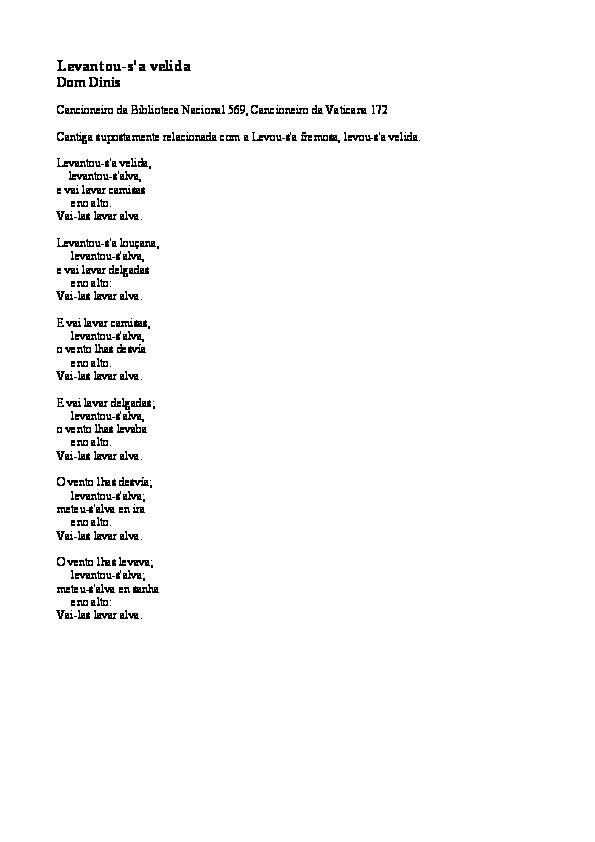 Levantou-s'a velida
Dom Dinis
Cancioneiro da Biblioteca Nacional 569, Cancioneiro da Vaticana 172
Cantiga supostamente relacionada com a Levou-s'a fremosa, levou-s'a velida.
Levantou-s'a velida,
levantou-s'alva,
e vai lavar camisas
eno alto.
Vai-las lavar alva.
Levantou-s'a louçana,
levantou-s'alva,
e vai lavar delgadas
eno alto:
Vai-las lavar alva.
E vai lavar camisas,
levantou-s'alva,
o vento lhas desvía
eno alto.
Vai-las lavar alva.
E vai lavar delgadas;
levantou-s'alva,
o vento lhas levaba
eno alto.
Vai-las lavar alva.
O vento lhas desvía;
levantou-s'alva;
meteu-s'alva en ira
eno alto.
Vai-las lavar alva.
O vento lhas levava;
levantou-s'alva;
meteu-s'alva en sanha
eno alto:
Vai-las lavar alva.